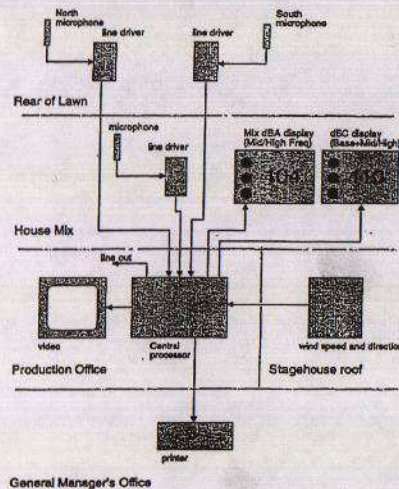 North
microphone
line driver
line driver
South
microphone
Rear of Lawn
microphone
line driver
Mix dBA display
(Mid/High Freq)
dBC display
(Base+Mid/High)
104
110
House Mix
line out
video
Central
processor
wind speed and direction
Production Office
Stagehouse roof
printer
General Manager's Office